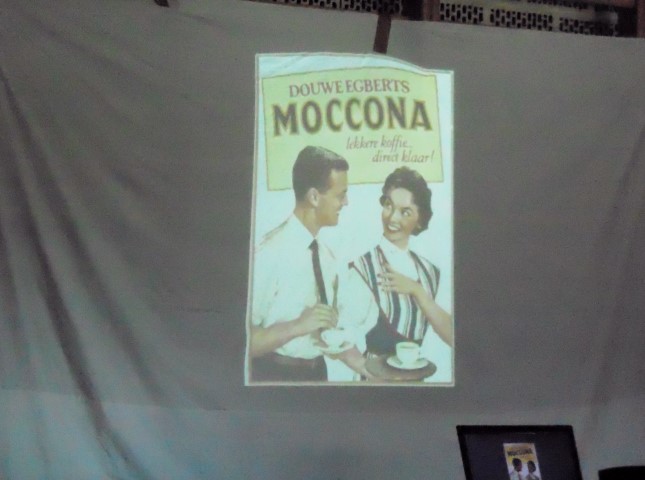 DOUWE EGBERTS
MOCCONA
lekkere koffie..
direct klaar!